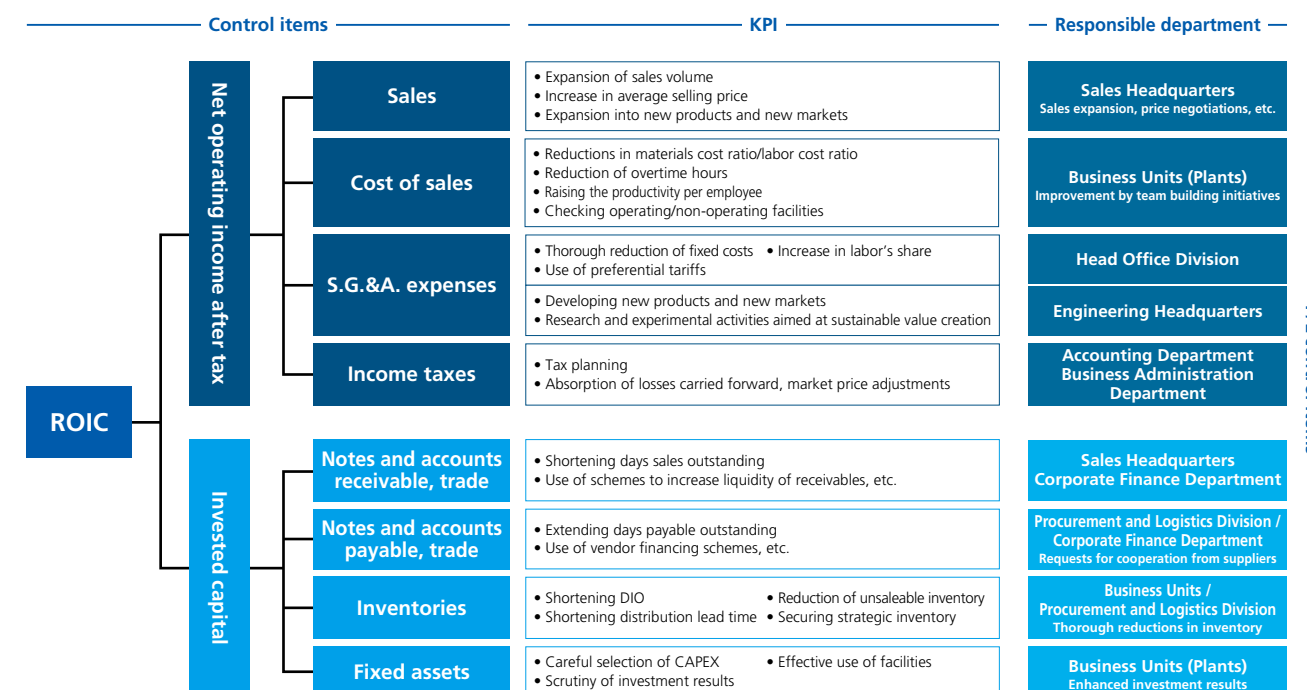 Control items
KPI
Responsible department
ROIC
Net operating income after tax
Sales
• Expansion of sales volume
• Increase in average selling price
• Expansion into new products and new markets
Sales Headquarters
Sales expansion, price negotiations, etc.
Cost of sales
• Reductions in materials cost ratio/labor cost ratio
• Reduction of overtime hours
• Raising the productivity per employee
• Checking operating/non-operating facilities
Business Units (Plants)
Improvement by team building initiatives
S.G.&A. expenses
• Thorough reduction of fixed costs • Increase in labor’s share
• Use of preferential tariffs
Head Office Division
• Developing new products and new markets
• Research and experimental activities aimed at sustainable value creation
Engineering Headquarters
Income taxes
• Tax planning
• Absorption of losses carried forward, market price adjustments
Accounting Department
Business Administration
Department
Invested capital
Notes and accounts
receivable, trade
• Shortening days sales outstanding
• Use of schemes to increase liquidity of receivables, etc.
Sales Headquarters
Corporate Finance Department
Notes and accounts
payable, trade
• Extending days payable outstanding
• Use of vendor financing schemes, etc.
Procurement and Logistics Division /
Corporate Finance Department
Requests for cooperation from suppliers
Inventories
• Shortening DIO • Reduction of unsaleable inventory
• Shortening distribution lead time • Securing strategic inventory
Business Units /
Procurement and Logistics Division
Thorough reductions in inventory
Fixed assets
• Careful selection of CAPEX • Effective use of facilities
• Scrutiny of investment results
Business Units (Plants)
Enhanced investment results